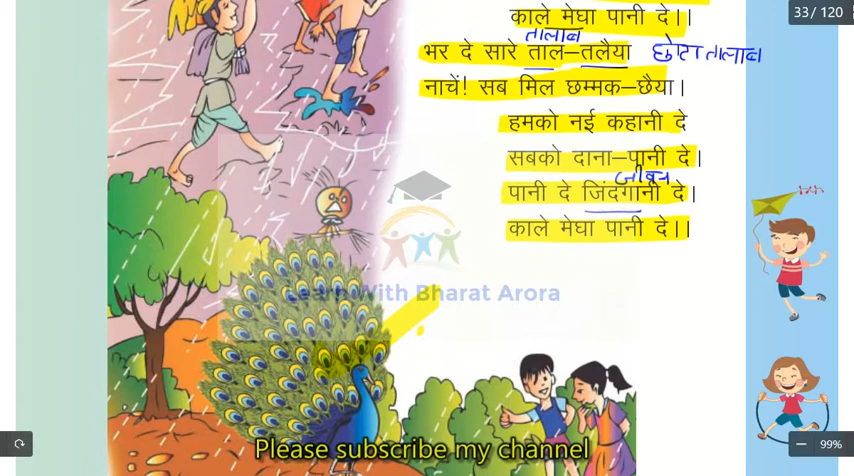 33 / 120
काले मेघा पानी दे।।
तालाब
भर दे सारे ताल–तलैया छोटा तालाब
नाचें! सब मिल छम्मक–छैया।
हमको नई कहानी दे
सबको दाना–पानी दे।
जीवन
पानी दे जिंदगानी दे।
काले मेघा पानी दे।।
Learn With Bharat Arora
Please subscribe my channel
99%